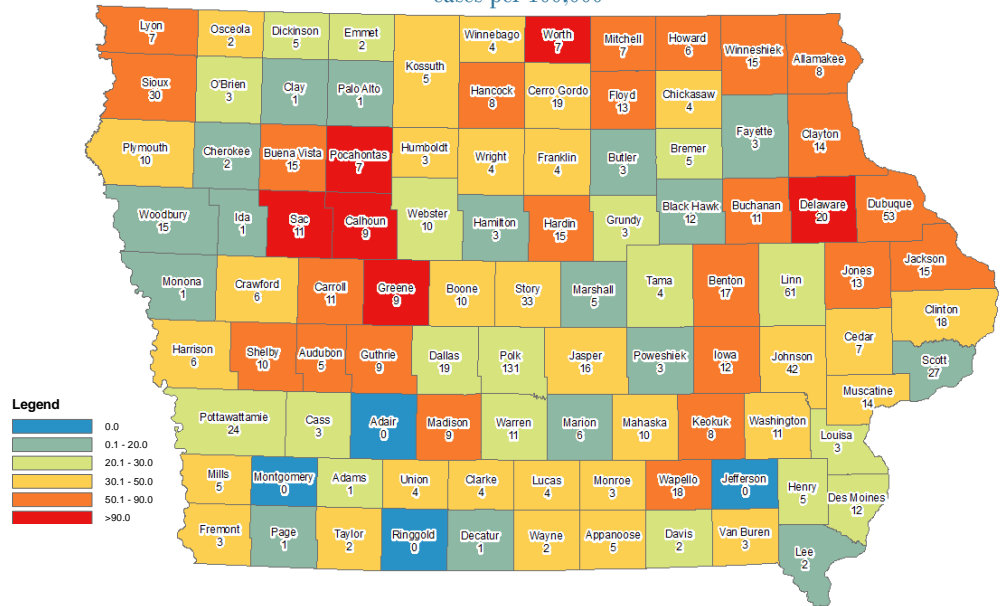 cases per 100,000
Lyon
7
Osceola
2
Dickinson
5
Emmet
2
Kossuth
5
Winnebago
4
Worth
7
Mitchell
7
Howard
6
Winneshiek
15
Allamakee
8
Sioux
30
O'Brien
3
Clay
1
Palo Alto
1
Hancock
8
Cerro Gordo
19
Floyd
13
Chickasaw
4
Fayette
3
Clayton
14
Plymouth
10
Cherokee
2
Buena Vista
15
Pocahontas
7
Humboldt
3
Wright
4
Franklin
4
Butler
3
Bremer
5
Woodbury
15
Ida
1
Sac
11
Calhoun
9
Webster
10
Hamilton
3
Hardin
15
Grundy
3
Black Hawk
12
Buchanan
11
Delaware
20
Dubuque
53
Monona
1
Crawford
6
Carroll
11
Greene
9
Boone
10
Story
33
Marshall
5
Tama
4
Benton
17
Linn
61
Jones
13
Jackson
15
Clinton
18
Harrison
6
Shelby
10
Audubon
5
Guthrie
9
Dallas
19
Polk
131
Jasper
16
Poweshiek
3
Iowa
12
Johnson
42
Cedar
7
Scott
27
Muscatine
14
Legend
0.0
0.1 - 20.0
20.1 - 30.0
30.1 - 50.0
50.1 - 90.0
>90.0
Pottawattamie
24
Cass
3
Adair
0
Madison
9
Warren
11
Marion
6
Mahaska
10
Keokuk
8
Washington
11
Louisa
3
Mills
5
Montgomery
0
Adams
1
Union
4
Clarke
4
Lucas
4
Monroe
3
Wapello
18
Jefferson
0
Henry
5
Des Moines
12
Fremont
3
Page
1
Taylor
2
Ringgold
0
Decatur
1
Wayne
2
Appanoose
5
Davis
2
Van Buren
3
Lee
2